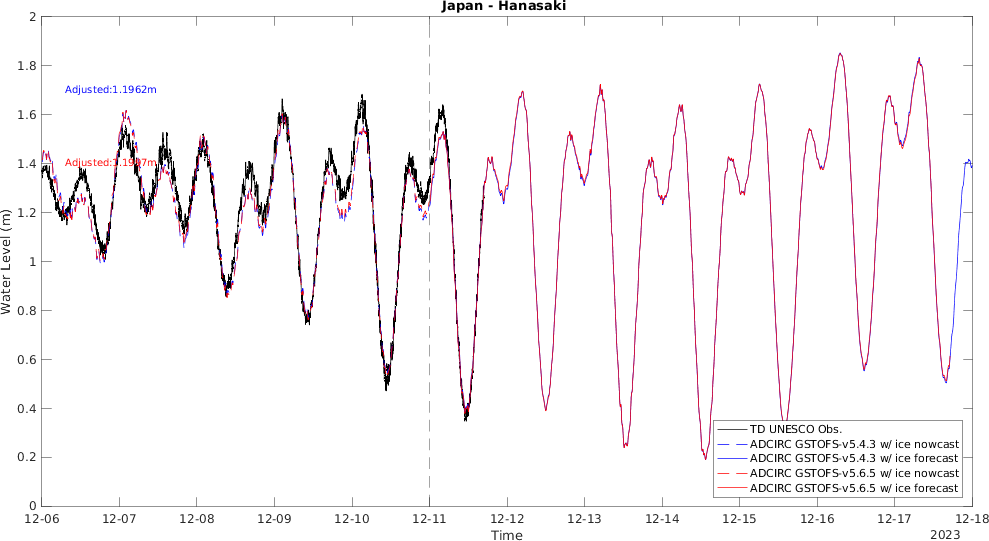 Japan - Hanasaki
2
1.8
1.6
1.4
1.2
1
0.8
0.6
0.4
0.2
0
Water Level (m)
Adjusted:1.1962m
TD UNESCO Obs.
ADCIRC GSTOFS-v5.4.3 w/ ice nowcast
ADCIRC GSTOFS-v5.4.3 w/ ice forecast
ADCIRC GSTOFS-v5.6.5 w/ ice nowcast
ADCIRC GSTOFS-v5.6.5 w/ ice forecast
12-06 12-07 12-08 12-09 12-10 12-11 12-12 12-13 12-14 12-15 12-16 12-17 12-18
Time
2023